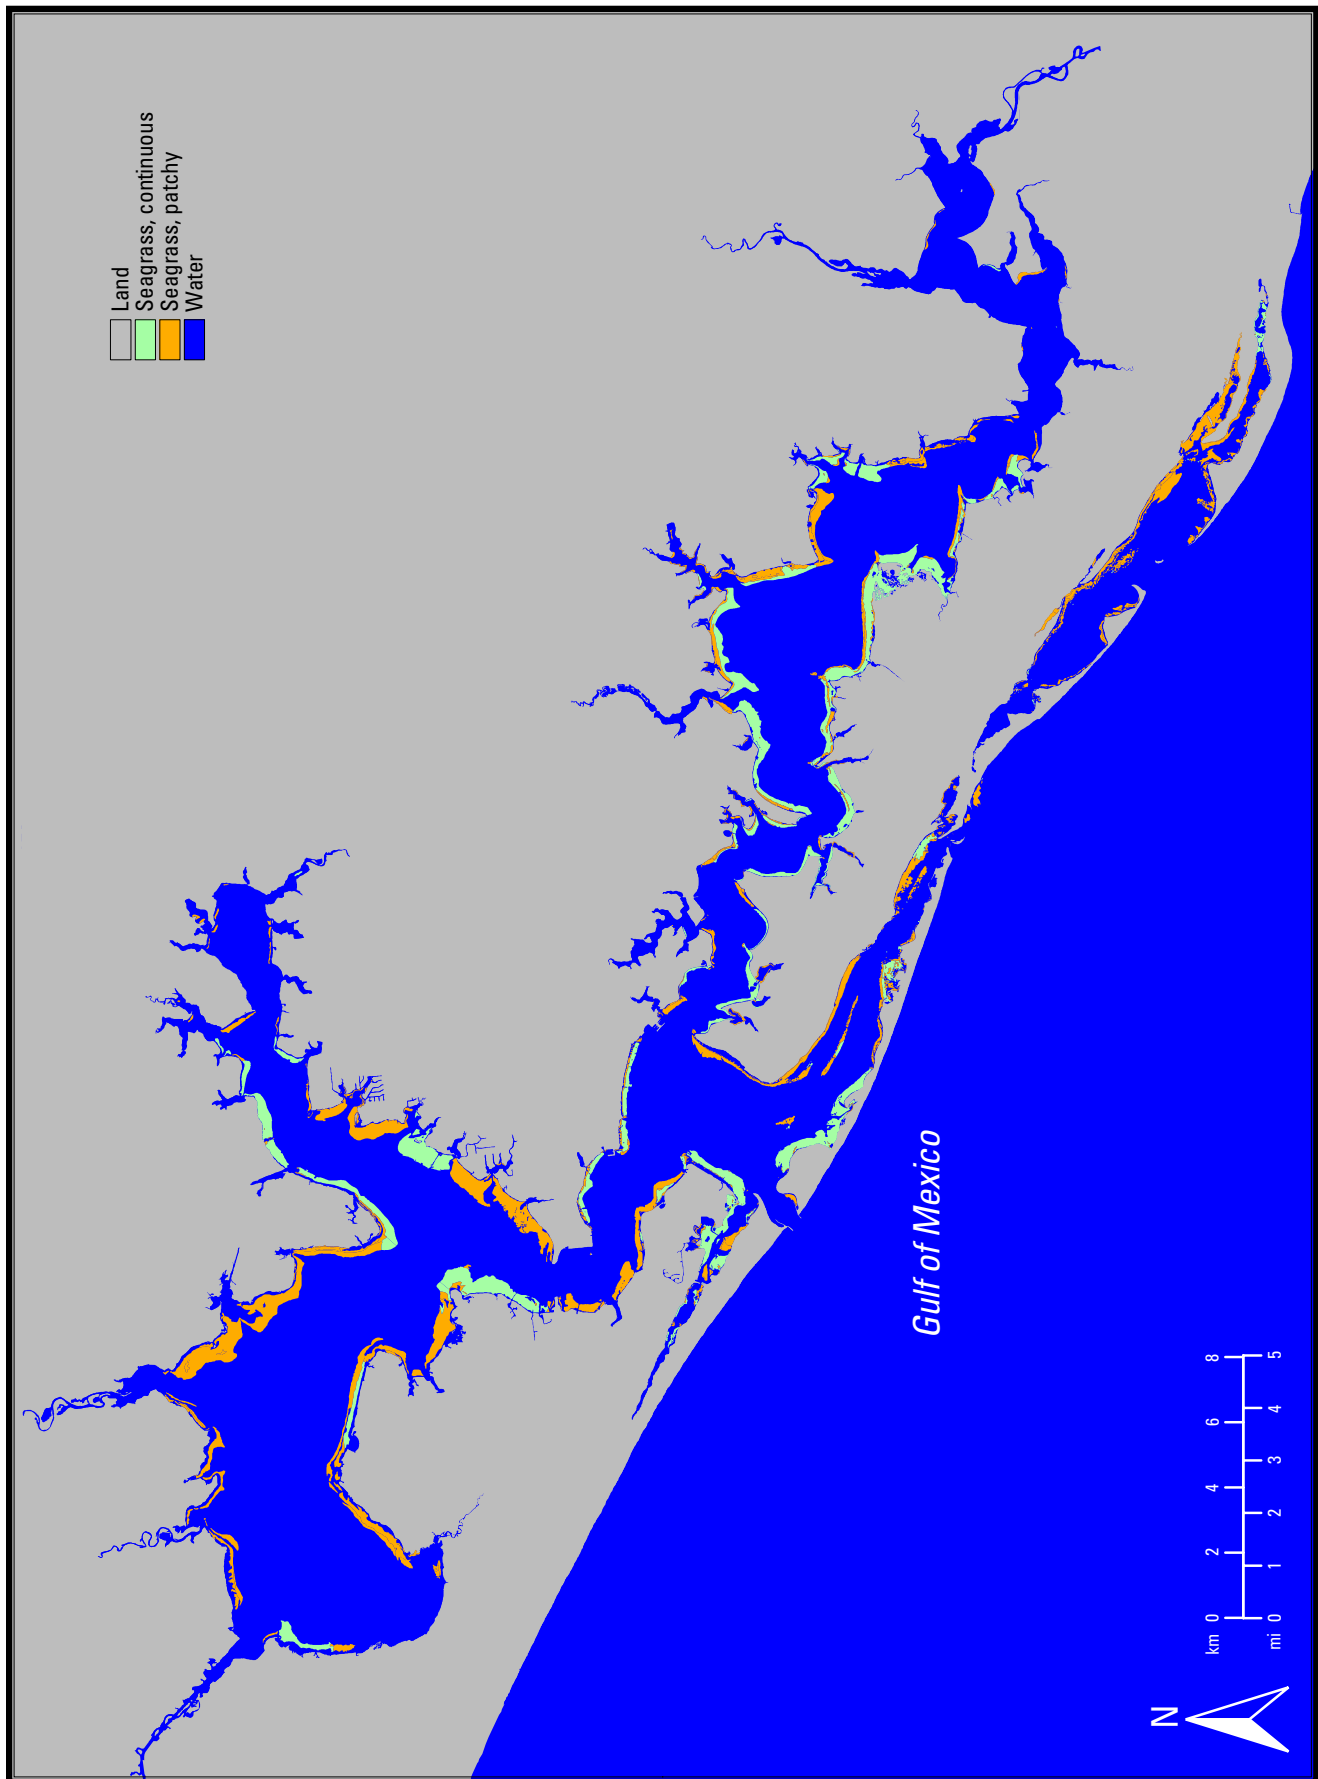 Land
Seagrass, continuous
Seagrass, patchy
Water
Gulf of Mexico
N
km 0 2 4 6 8
mi 0 1 2 3 4 5